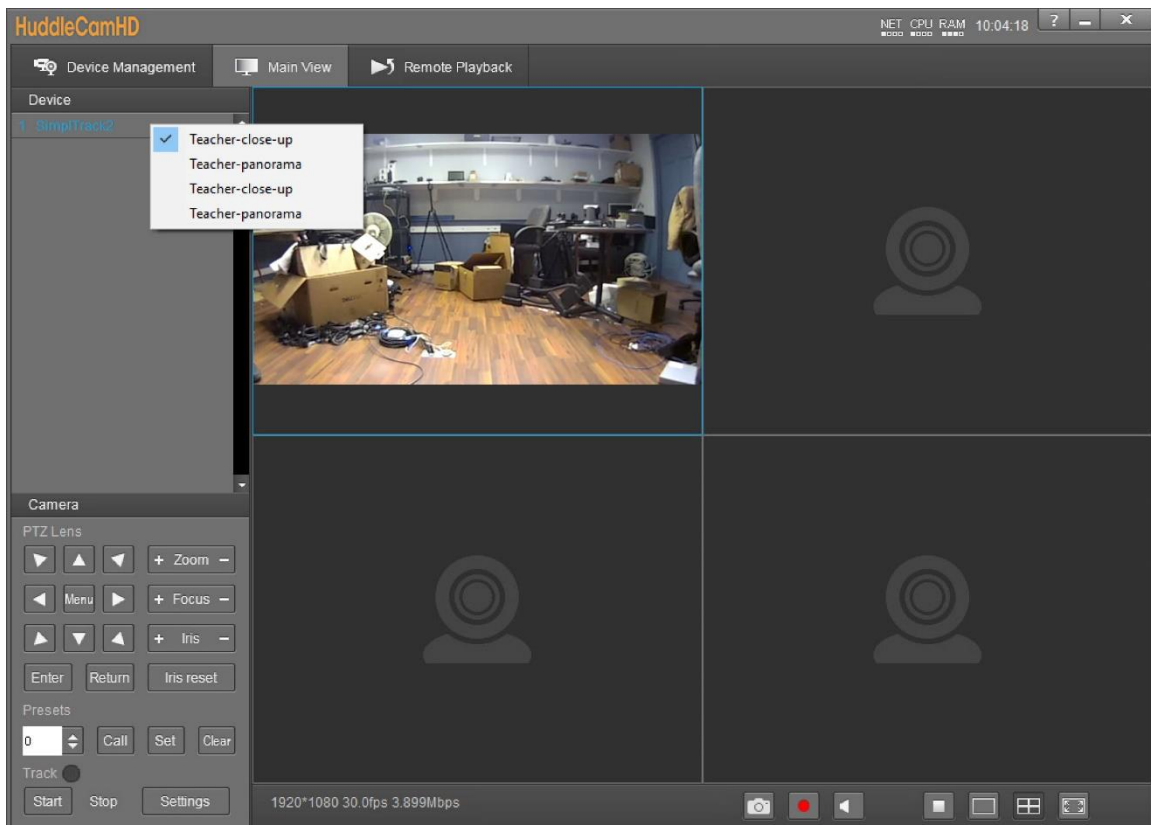 HuddleCamHD
NET CPU RAM 10:04:18 ? – X
Device Management Main View Remote Playback
Device
1 SimplTrack2
Teacher-close-up
Teacher-panorama
Teacher-close-up
Teacher-panorama
Camera
PTZ Lens
+ Zoom –
Menu + Focus –
+ Iris –
Enter Return Iris reset
Presets
0 Call Set Clear
Track
Start Stop Settings
1920*1080 30.0fps 3.899Mbps